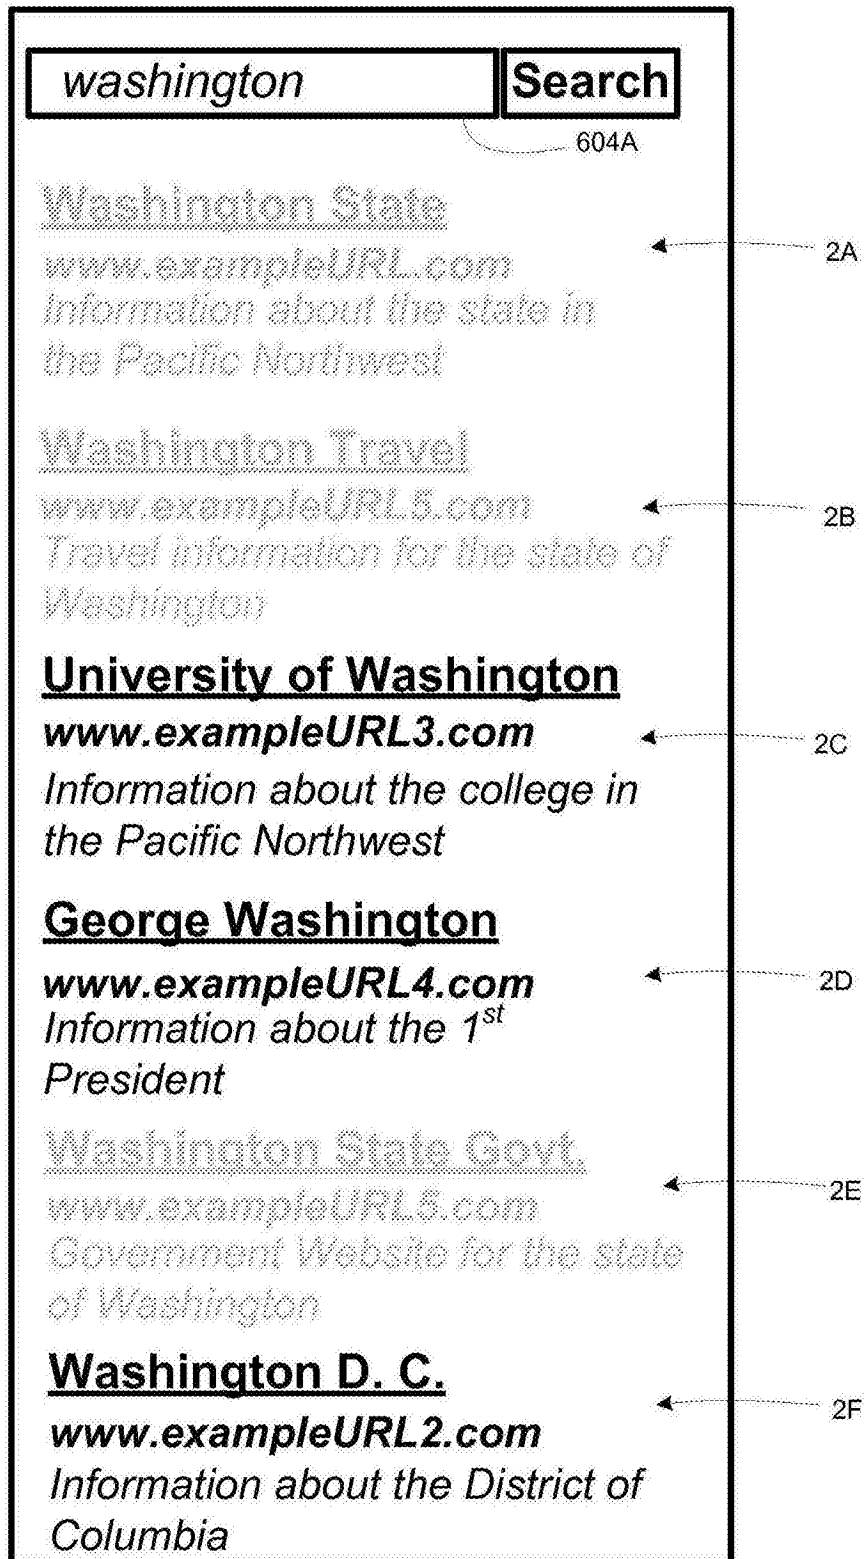 washington Search
604A
Washington State
2A
www.exampleURL.com
Information about the state in
the Pacific Northwest
Washington Travel
www.exampleURL5.com
2B
Travel information for the state of
Washington
University of Washington
www.exampleURL3.com
2C
Information about the college in
the Pacific Northwest
George Washington
www.exampleURL4.com
2D
Information about the 1st
President
Washington State Govt.
2E
www.exampleURL5.com
Government Website for the state
of Washington
Washington D. C.
2F
www.exampleURL2.com
Information about the District of
Columbia